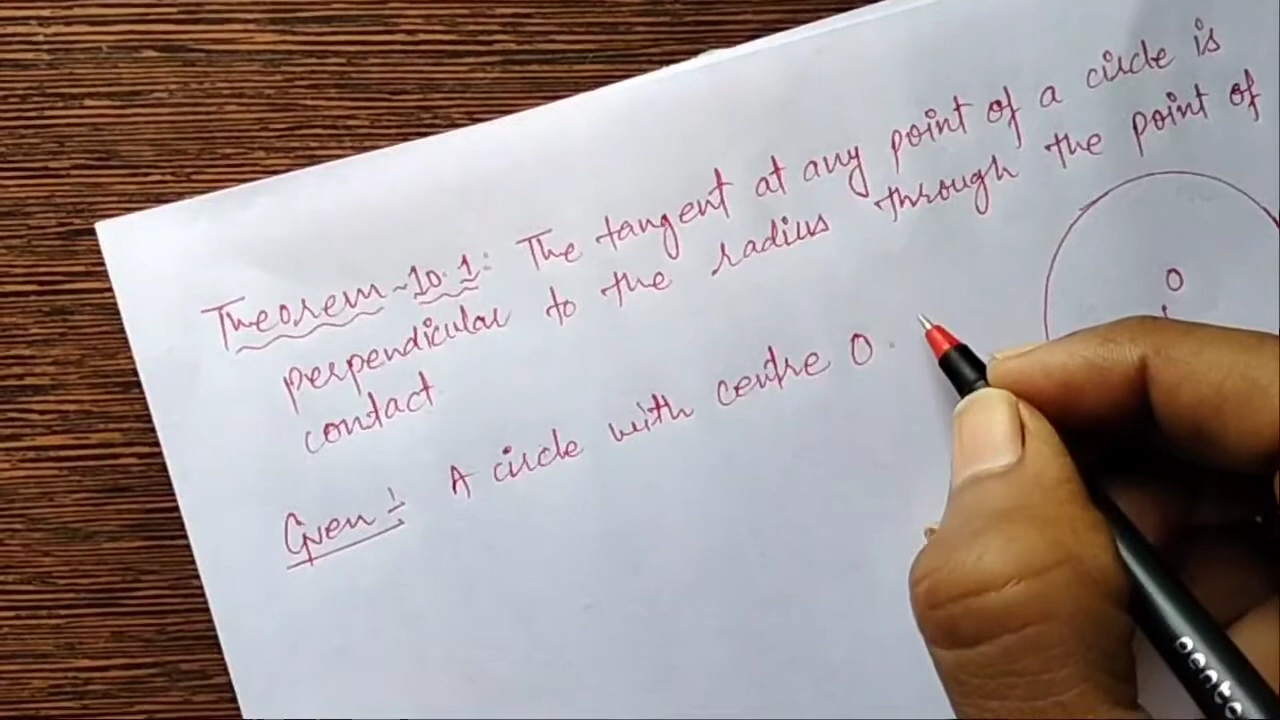 Theorem~10.1: The tangent at any point of a circle is
perpendicular to the radius through the point of
contact
Given :- A circle with centre O.
O
pento